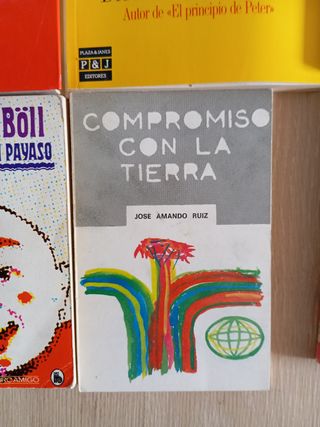 Autor de «El principio de Peter»
PLAZA & JANES
P&J
EDITORES
Böll
PAYASO
COMPROMISO
CON LA
TIERRA
JOSE AMANDO RUIZ